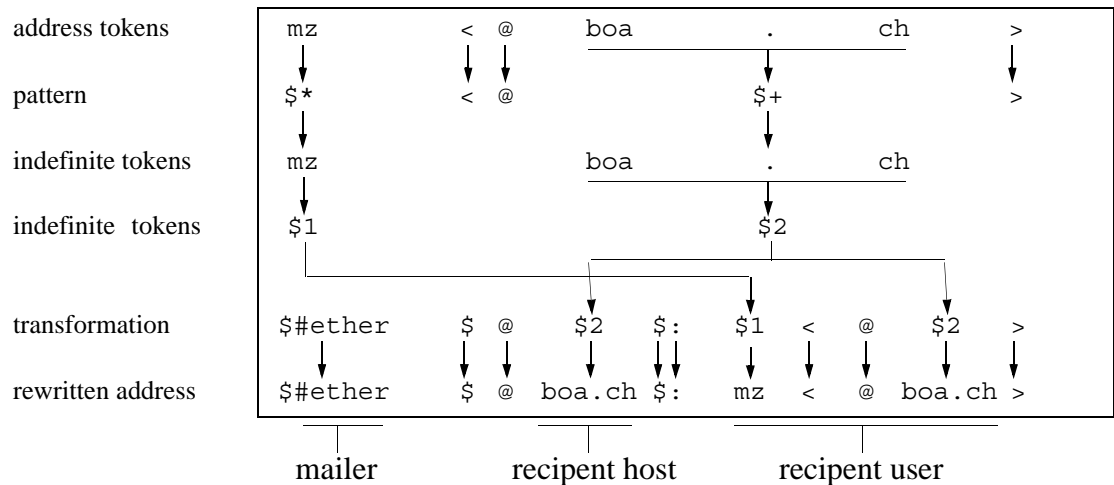 address tokens mz < @ boa . ch >
pattern $* < @ $+ >
indefinite tokens mz boa . ch
indefinite tokens $1 $2
transformation $#ether $ @ $2 $: $1 < @ $2 >
rewritten address $#ether $ @ boa.ch $: mz < @ boa.ch >
mailer recipent host recipent user